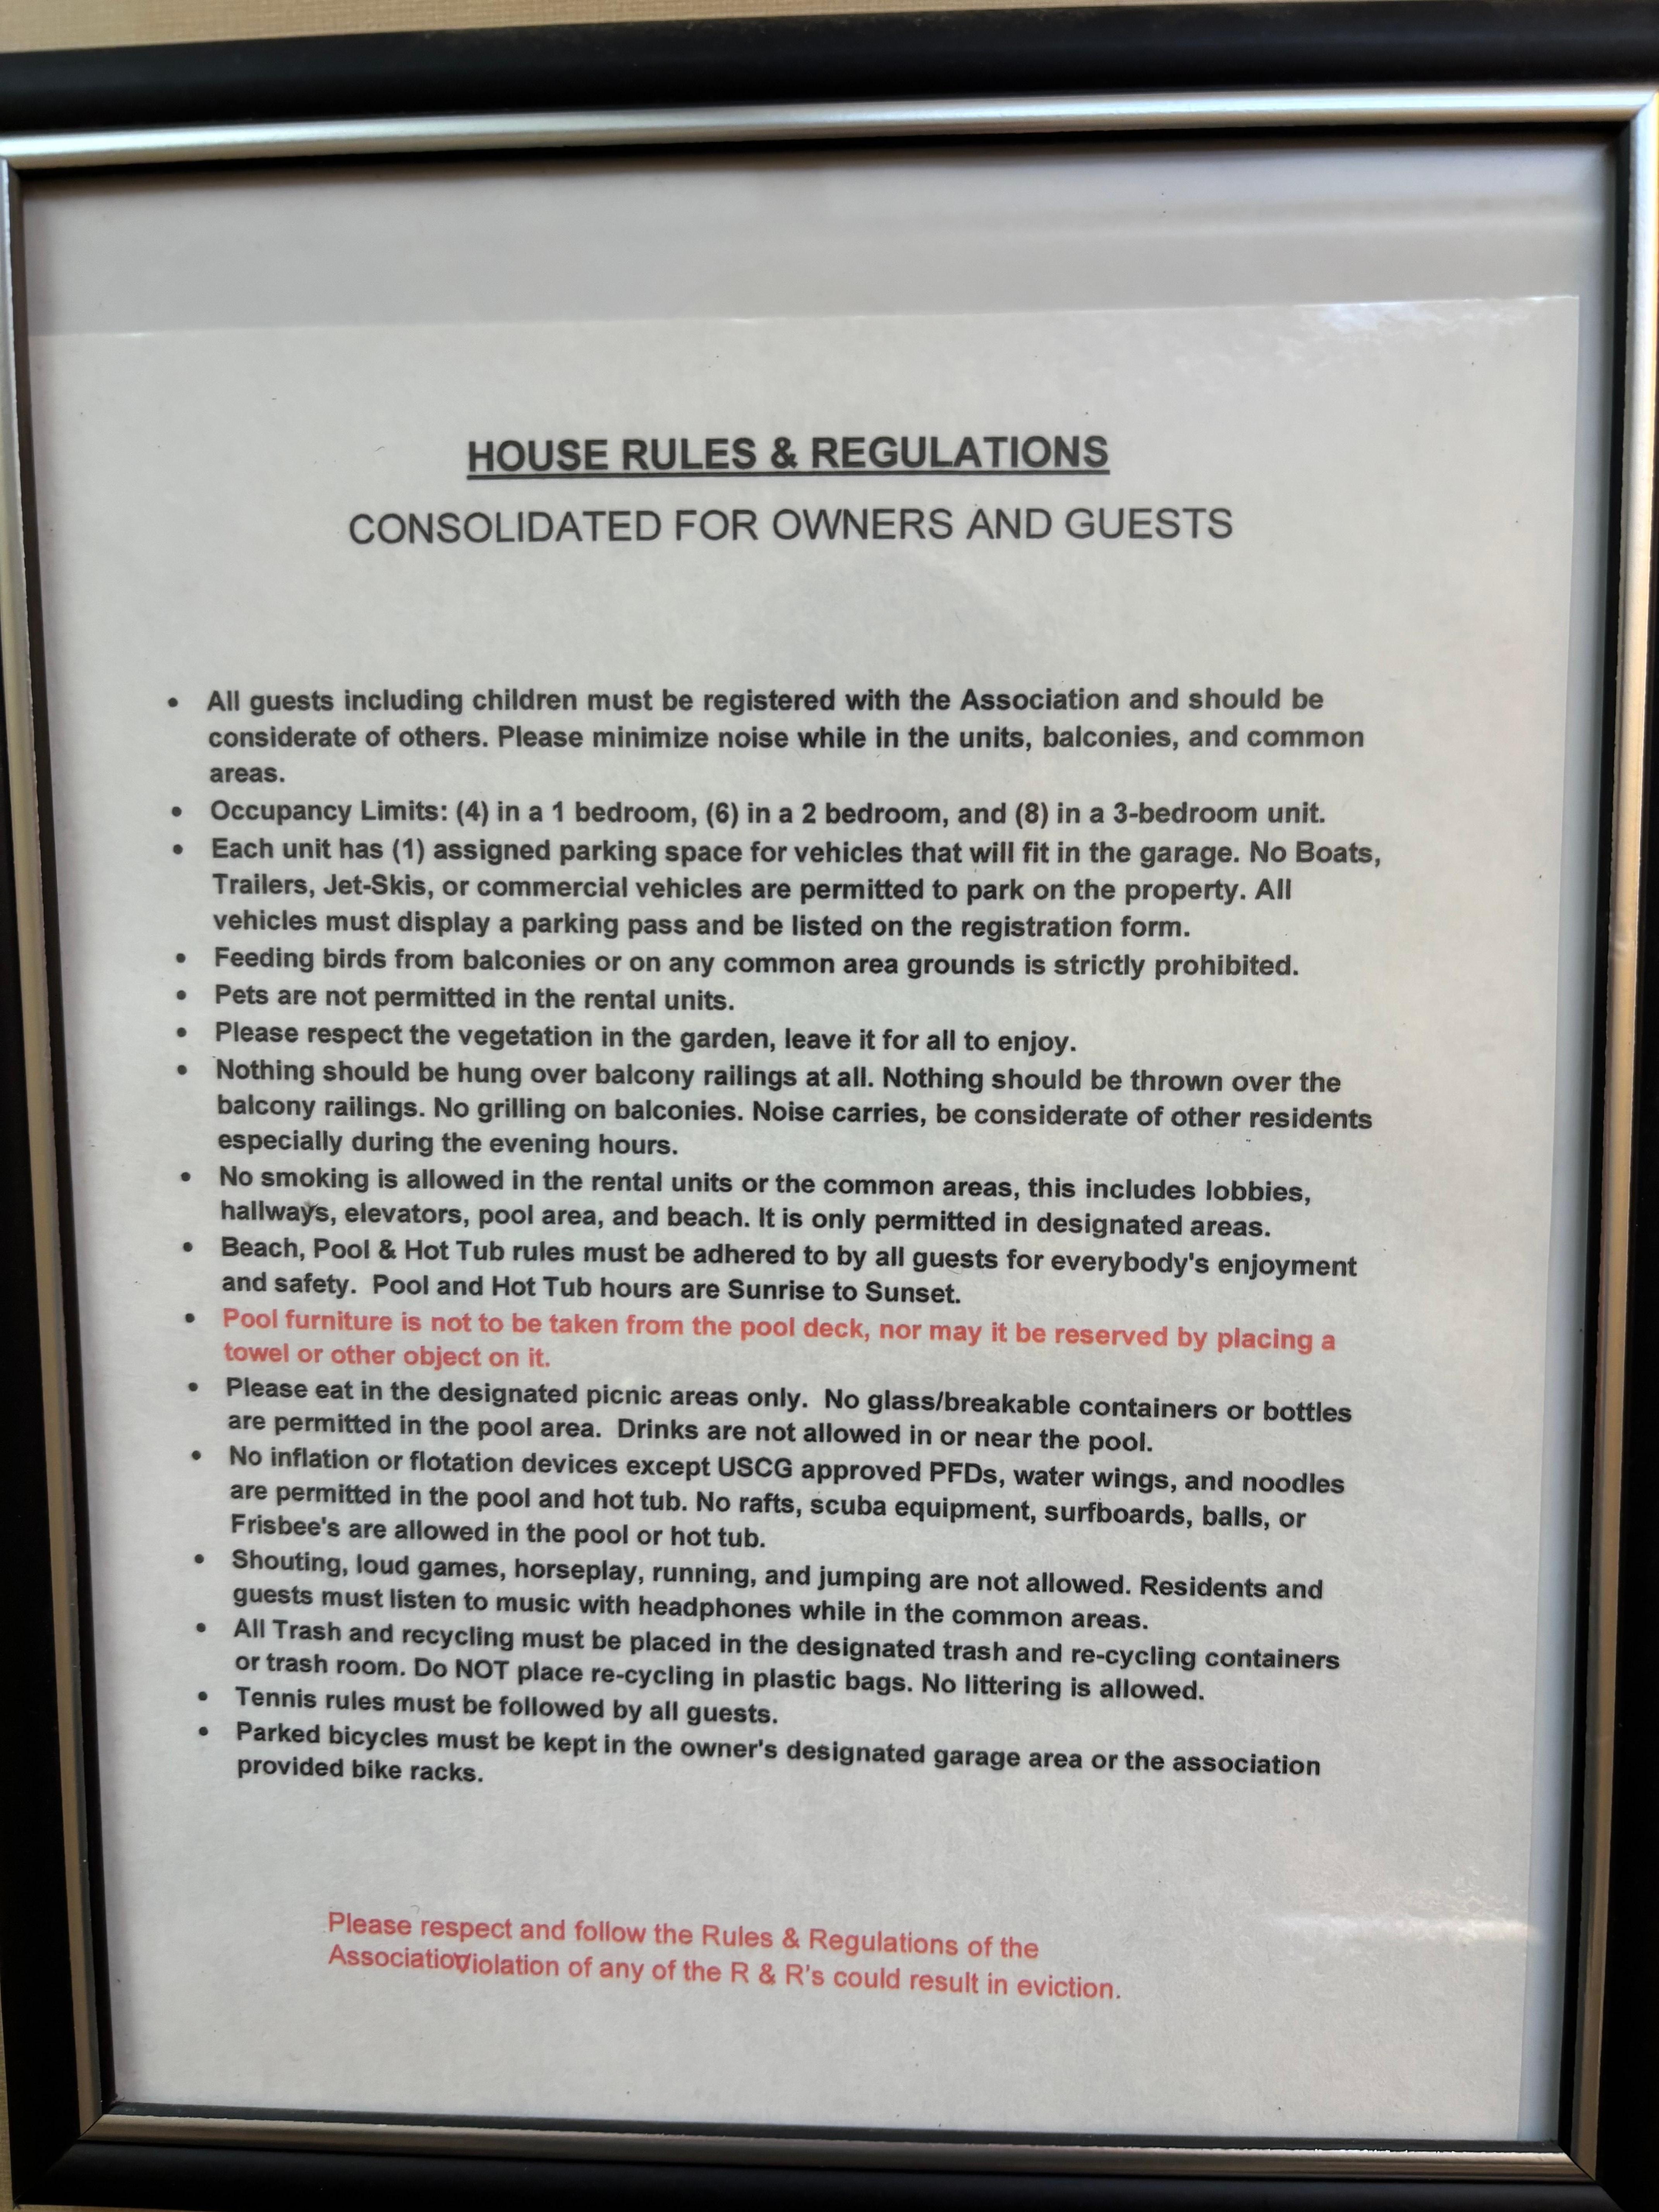 HOUSE RULES & REGULATIONS
CONSOLIDATED FOR OWNERS AND GUESTS
• All guests including children must be registered with the Association and should be
considerate of others. Please minimize noise while in the units, balconies, and common
areas.
• Occupancy Limits: (4) in a 1 bedroom, (6) in a 2 bedroom, and (8) in a 3-bedroom unit.
• Each unit has (1) assigned parking space for vehicles that will fit in the garage. No Boats,
Trailers, Jet-Skis, or commercial vehicles are permitted to park on the property. All
vehicles must display a parking pass and be listed on the registration form.
• Feeding birds from balconies or on any common area grounds is strictly prohibited.
• Pets are not permitted in the rental units.
• Please respect the vegetation in the garden, leave it for all to enjoy.
• Nothing should be hung over balcony railings at all. Nothing should be thrown over the
balcony railings. No grilling on balconies. Noise carries, be considerate of other residents
especially during the evening hours.
• No smoking is allowed in the rental units or the common areas, this includes lobbies,
hallways, elevators, pool area, and beach. It is only permitted in designated areas.
• Beach, Pool & Hot Tub rules must be adhered to by all guests for everybody's enjoyment
and safety. Pool and Hot Tub hours are Sunrise to Sunset.
• Pool furniture is not to be taken from the pool deck, nor may it be reserved by placing a
towel or other object on it.
• Please eat in the designated picnic areas only. No glass/breakable containers or bottles
are permitted in the pool area. Drinks are not allowed in or near the pool.
• No inflation or flotation devices except USCG approved PFDs, water wings, and noodles
are permitted in the pool and hot tub. No rafts, scuba equipment, surfboards, balls, or
Frisbee's are allowed in the pool or hot tub.
• Shouting, loud games, horseplay, running, and jumping are not allowed. Residents and
guests must listen to music with headphones while in the common areas.
• All Trash and recycling must be placed in the designated trash and re-cycling containers
or trash room. Do NOT place re-cycling in plastic bags. No littering is allowed.
• Tennis rules must be followed by all guests.
• Parked bicycles must be kept in the owner's designated garage area or the association
provided bike racks.
Please respect and follow the Rules & Regulations of the
AssociatioViolation of any of the R & R's could result in eviction.